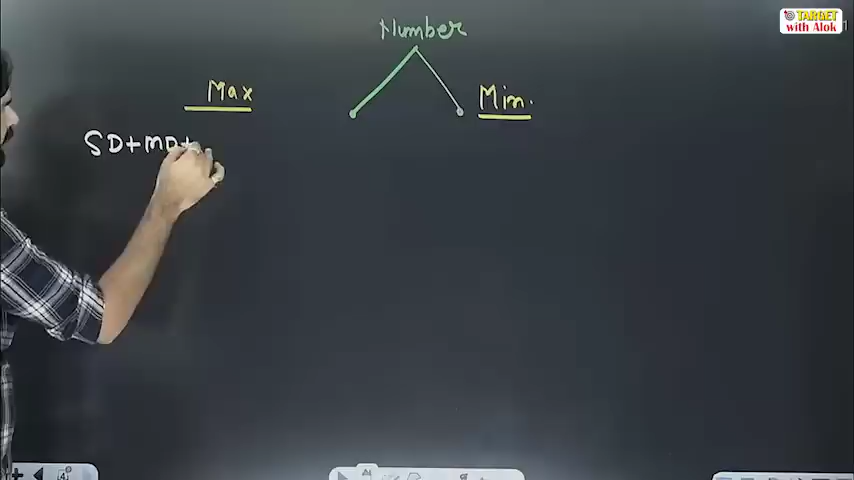 Number
Max
Min.
SD+MD+
TARGET
with Alok